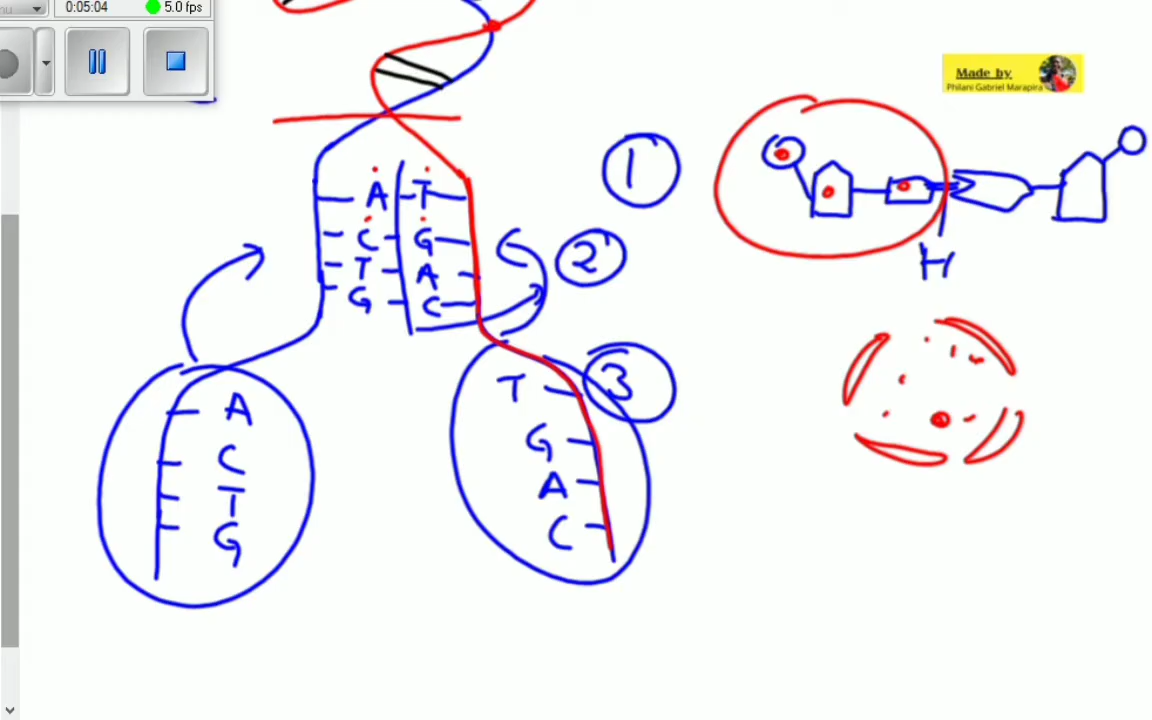 0:05:04 5.0 fps
Made by
Philani Gabriel Marapira
1
A T
C G
2
T A
G C
H
3
A
C
T
G
T
G
A
C